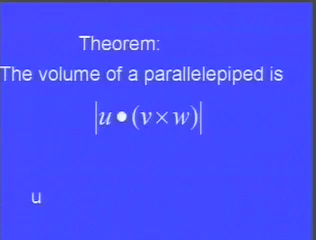 Theorem:
The volume of a parallelepiped is
|u•(v×w)|
u